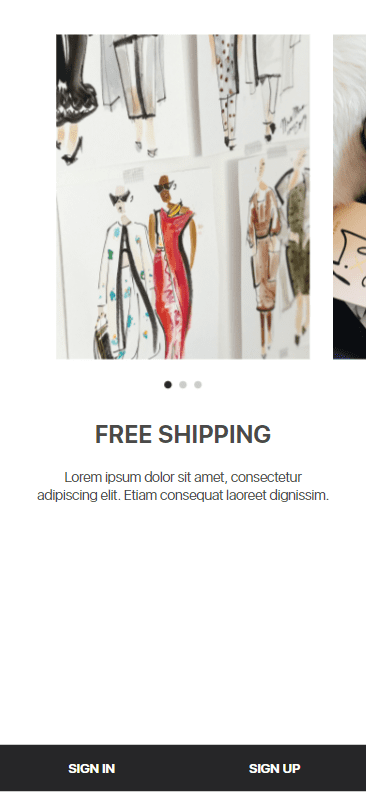 FREE SHIPPING
Lorem ipsum dolor sit amet, consectetur
adipiscing elit. Etiam consequat laoreet dignissim.
SIGN IN
SIGN UP